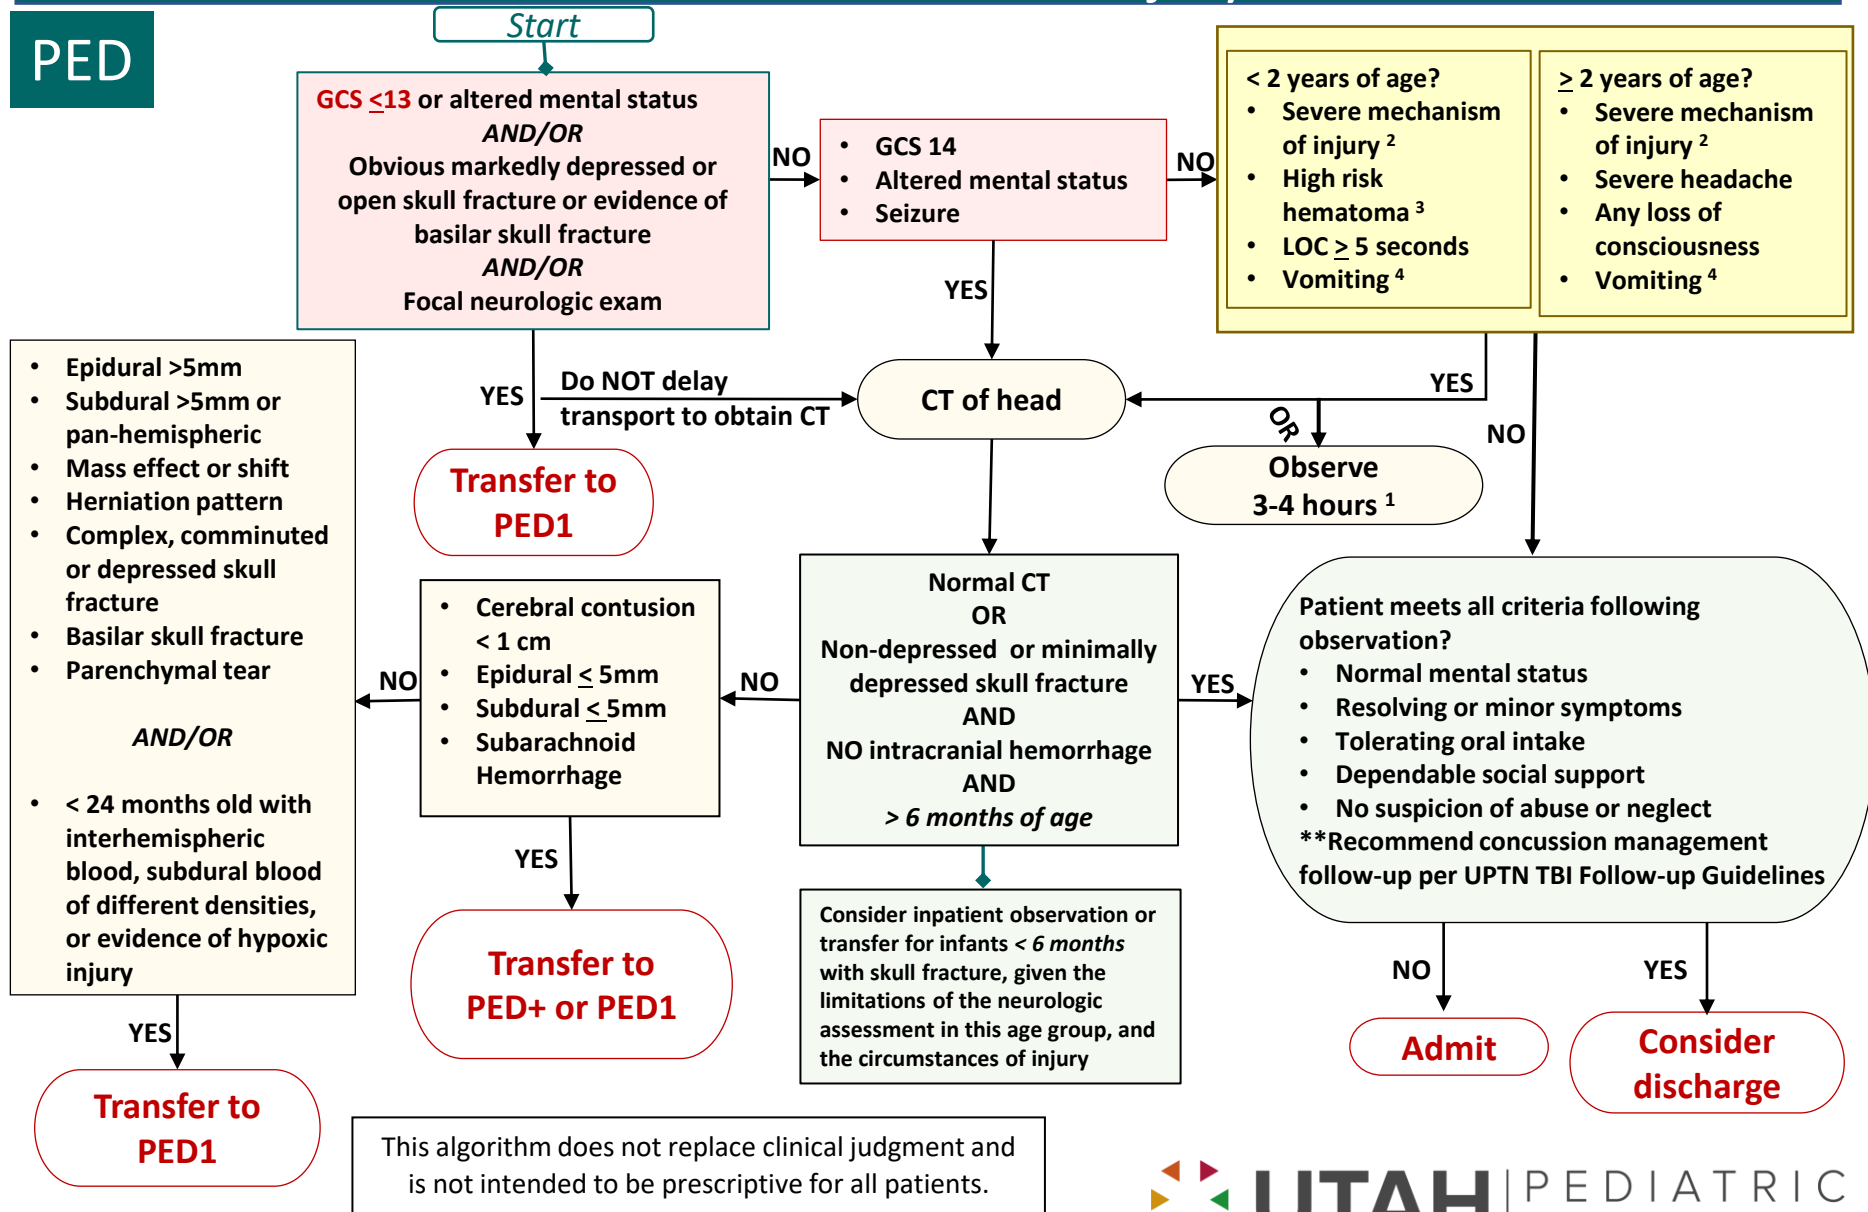 PED
Start
GCS <13 or altered mental status
AND/OR
Obvious markedly depressed or
open skull fracture or evidence of
basilar skull fracture
AND/OR
Focal neurologic exam
NO
• GCS 14
• Altered mental status
• Seizure
NO
< 2 years of age?
• Severe mechanism
of injury 2
• High risk
hematoma 3
• LOC > 5 seconds
• Vomiting 4
> 2 years of age?
• Severe mechanism
of injury 2
• Severe headache
• Any loss of
consciousness
• Vomiting 4
YES
Do NOT delay
transport to obtain CT
YES
CT of head
YES
OR
NO
Observe
3-4 hours 1
Transfer to
PED1
• Epidural >5mm
• Subdural >5mm or
pan-hemispheric
• Mass effect or shift
• Herniation pattern
• Complex, comminuted
or depressed skull
fracture
• Basilar skull fracture
• Parenchymal tear
AND/OR
• < 24 months old with
interhemispheric
blood, subdural blood
of different densities,
or evidence of hypoxic
injury
NO
• Cerebral contusion
< 1 cm
• Epidural < 5mm
• Subdural < 5mm
• Subarachnoid
Hemorrhage
NO
Normal CT
OR
Non-depressed or minimally
depressed skull fracture
AND
NO intracranial hemorrhage
AND
> 6 months of age
YES
Patient meets all criteria following
observation?
• Normal mental status
• Resolving or minor symptoms
• Tolerating oral intake
• Dependable social support
• No suspicion of abuse or neglect
**Recommend concussion management
follow-up per UPTN TBI Follow-up Guidelines
YES
Transfer to
PED+ or PED1
Consider inpatient observation or
transfer for infants < 6 months
with skull fracture, given the
limitations of the neurologic
assessment in this age group, and
the circumstances of injury
NO
YES
Admit
Consider
discharge
YES
Transfer to
PED1
This algorithm does not replace clinical judgment and
is not intended to be prescriptive for all patients.
UTAH PEDIATRIC